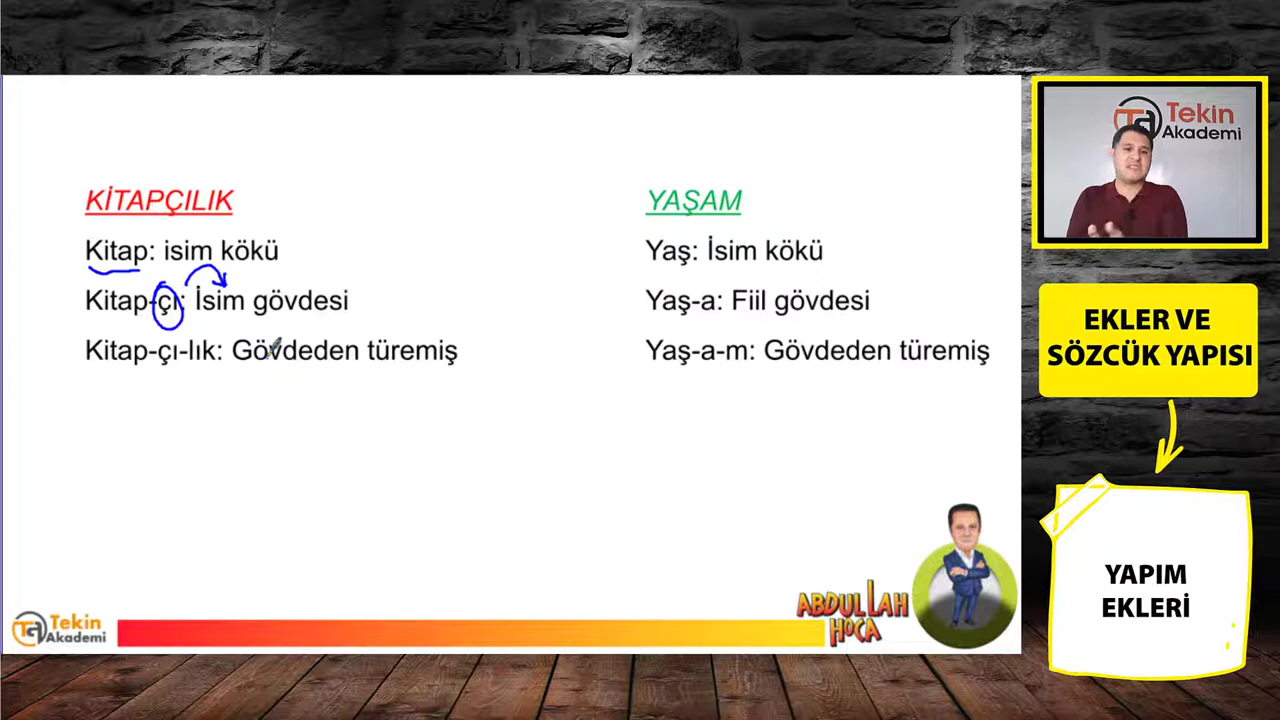 KİTAPÇILIK
Kitap: isim kökü
Kitap-çı: İsim gövdesi
Kitap-çı-lık: Gövdeden türemiş
YAŞAM
Yaş: İsim kökü
Yaş-a: Fiil gövdesi
Yaş-a-m: Gövdeden türemiş
Tekin
Akademi
EKLER VE
SÖZCÜK YAPISI
YAPIM
EKLERİ
ABDULLAH
HOCA
Tekin
Akademi